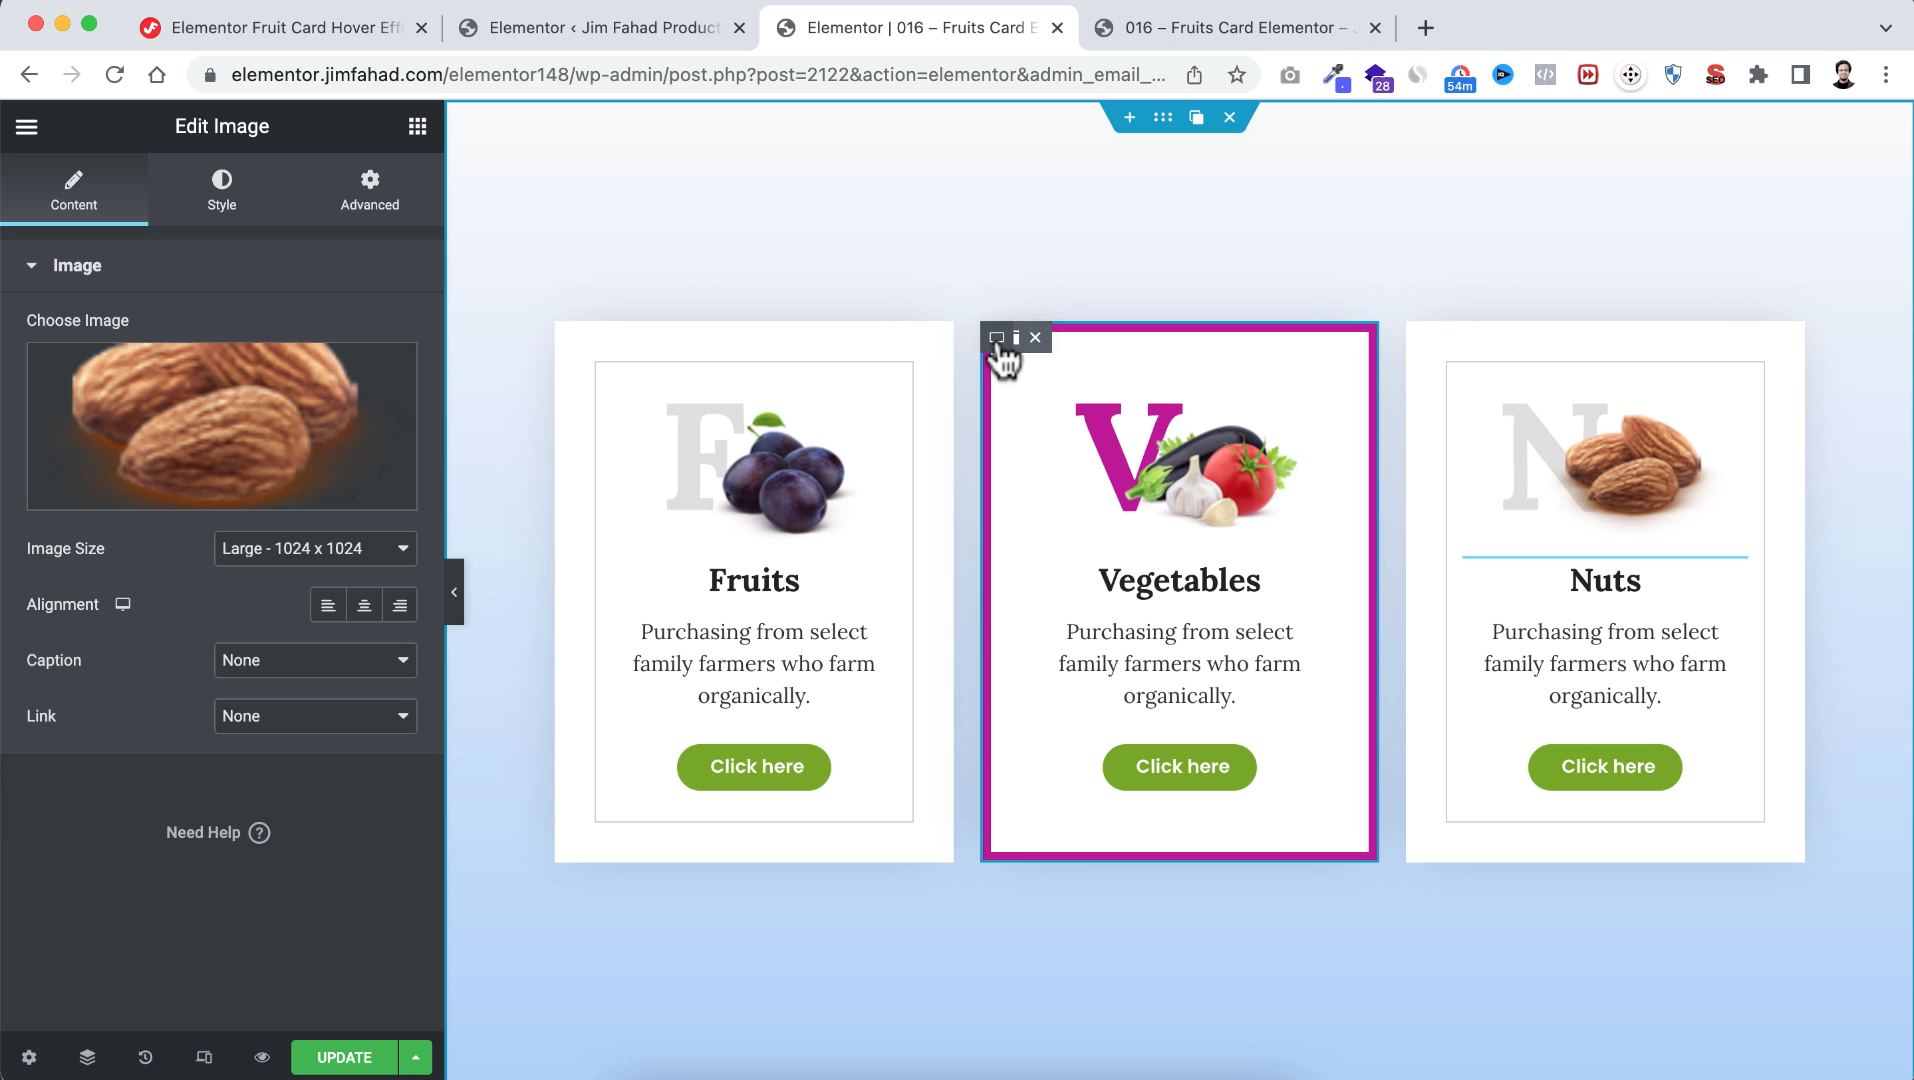 Elementor Fruit Card Hover Eff
Elementor ‹ Jim Fahad Product
Elementor | 016 – Fruits Card E
016 – Fruits Card Elementor –
elementor.jimfahad.com/elementor148/wp-admin/post.php?post=2122&action=elementor&admin_email_...
28
54m
SEO
Edit Image
Content
Style
Advanced
Image
Choose Image
Image Size
Large - 1024 x 1024
Alignment
Caption
None
Link
None
Need Help ?
UPDATE
F
Fruits
Purchasing from select
family farmers who farm
organically.
Click here
V
Vegetables
Purchasing from select
family farmers who farm
organically.
Click here
N
Nuts
Purchasing from select
family farmers who farm
organically.
Click here